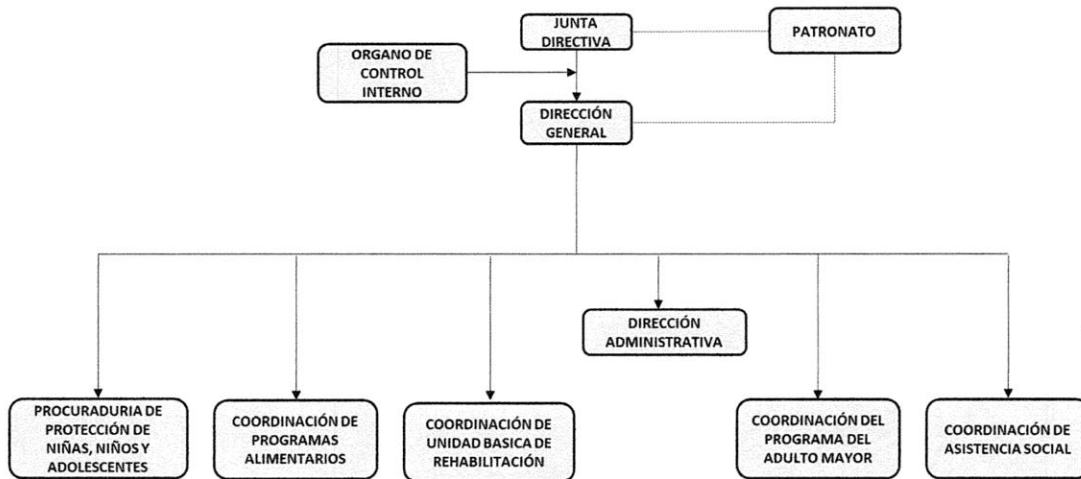 JUNTA
DIRECTIVA
PATRONATO
ORGANO DE
CONTROL
INTERNO
DIRECCIÓN
GENERAL
DIRECCIÓN
ADMINISTRATIVA
PROCURADURIA DE
PROTECCIÓN DE
NIÑAS, NIÑOS Y
ADOLESCENTES
COORDINACIÓN DE
PROGRAMAS
ALIMENTARIOS
COORDINACIÓN DE
UNIDAD BASICA DE
REHABILITACIÓN
COORDINACIÓN DEL
PROGRAMA DEL
ADULTO MAYOR
COORDINACIÓN DE
ASISTENCIA SOCIAL